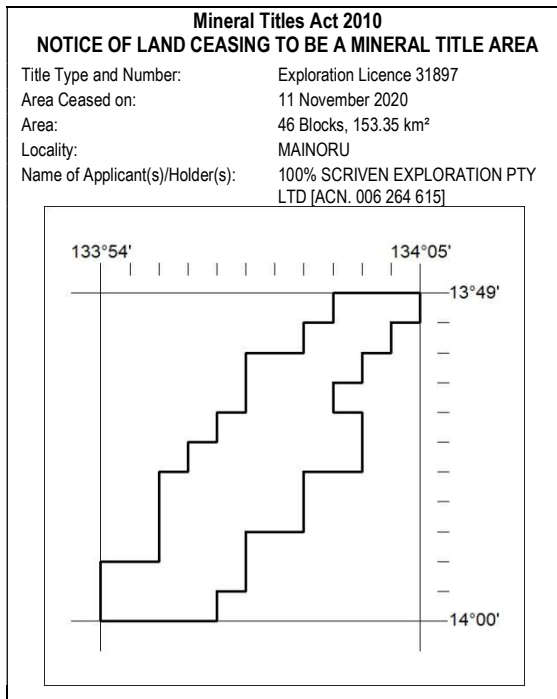 Mineral Titles Act 2010
NOTICE OF LAND CEASING TO BE A MINERAL TITLE AREA
Title Type and Number: Exploration Licence 31897
Area Ceased on: 11 November 2020
Area: 46 Blocks, 153.35 km²
Locality: MAINORU
Name of Applicant(s)/Holder(s): 100% SCRIVEN EXPLORATION PTY
LTD [ACN. 006 264 615]
133°54' 134°05'
13°49'
14°00'